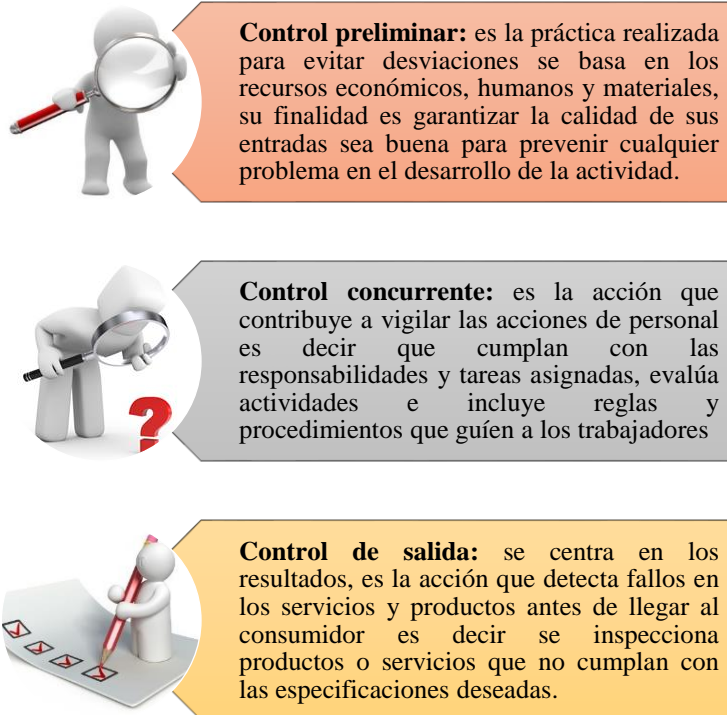 Control preliminar: es la práctica realizada
para evitar desviaciones se basa en los
recursos económicos, humanos y materiales,
su finalidad es garantizar la calidad de sus
entradas sea buena para prevenir cualquier
problema en el desarrollo de la actividad.
Control concurrente: es la acción que
contribuye a vigilar las acciones de personal
es decir que cumplan con las
responsabilidades y tareas asignadas, evalúa
actividades e incluye reglas y
procedimientos que guíen a los trabajadores
Control de salida: se centra en los
resultados, es la acción que detecta fallos en
los servicios y productos antes de llegar al
consumidor es decir se inspecciona
productos o servicios que no cumplan con
las especificaciones deseadas.